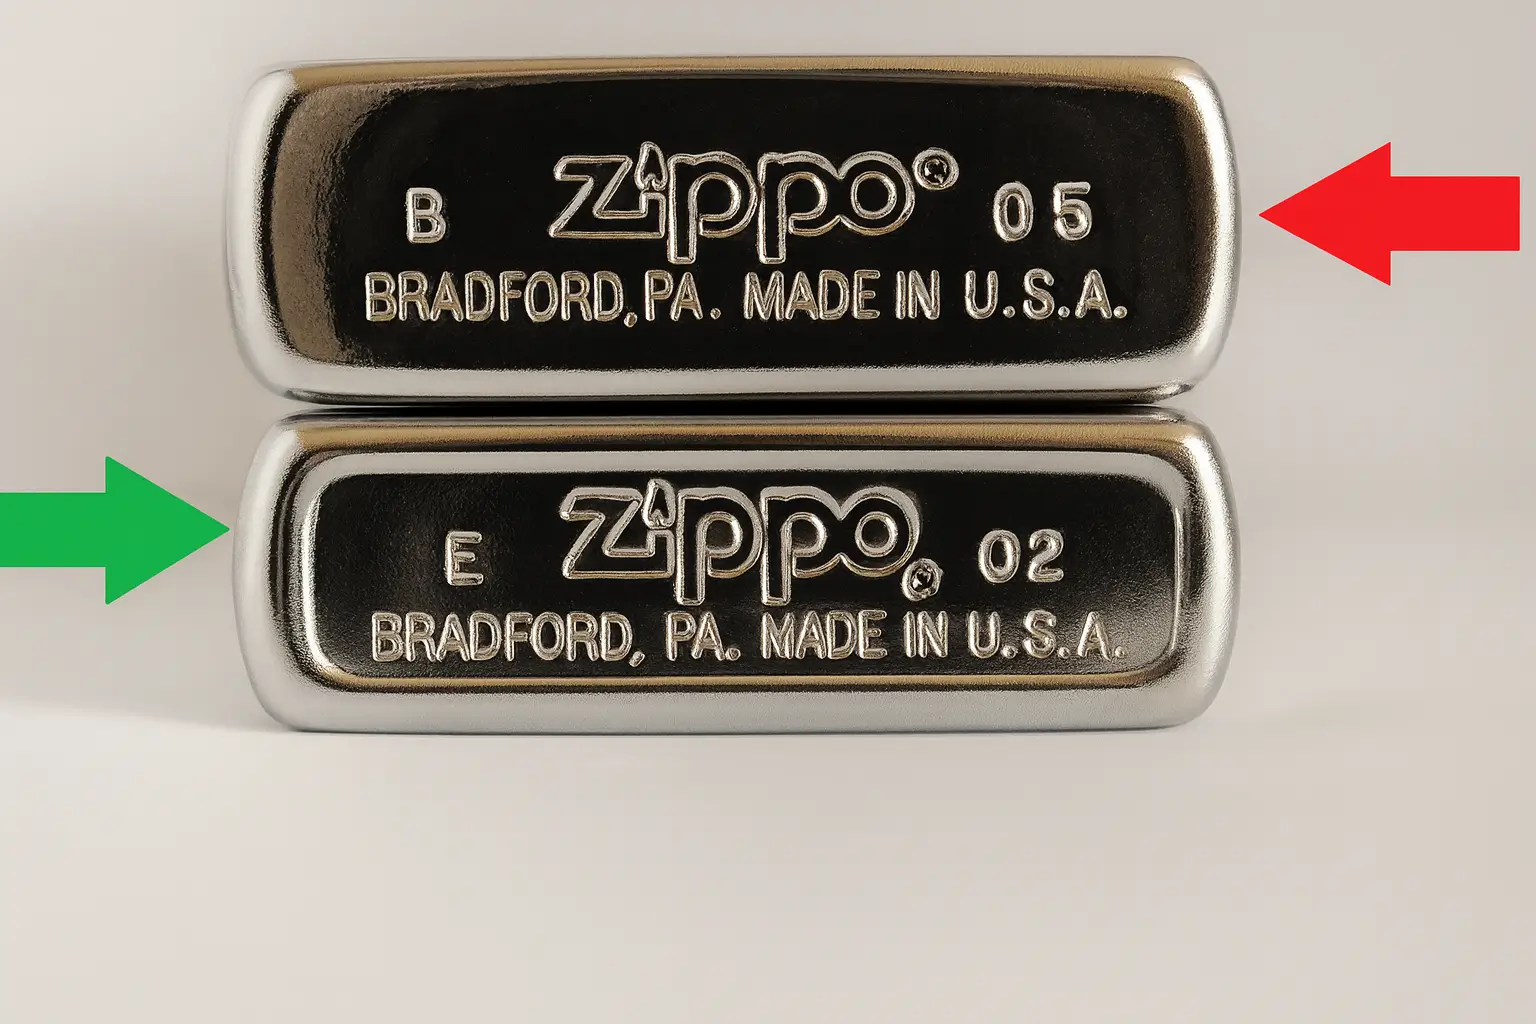 B Zippo® 05
BRADFORD, PA. MADE IN U.S.A.
E Zippo® 02
BRADFORD, PA. MADE IN U.S.A.